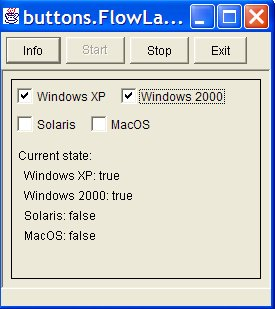 buttons.FlowLa...
Info Start Stop Exit
Windows XP Windows 2000
Solaris MacOS
Current state:
Windows XP: true
Windows 2000: true
Solaris: false
MacOS: false